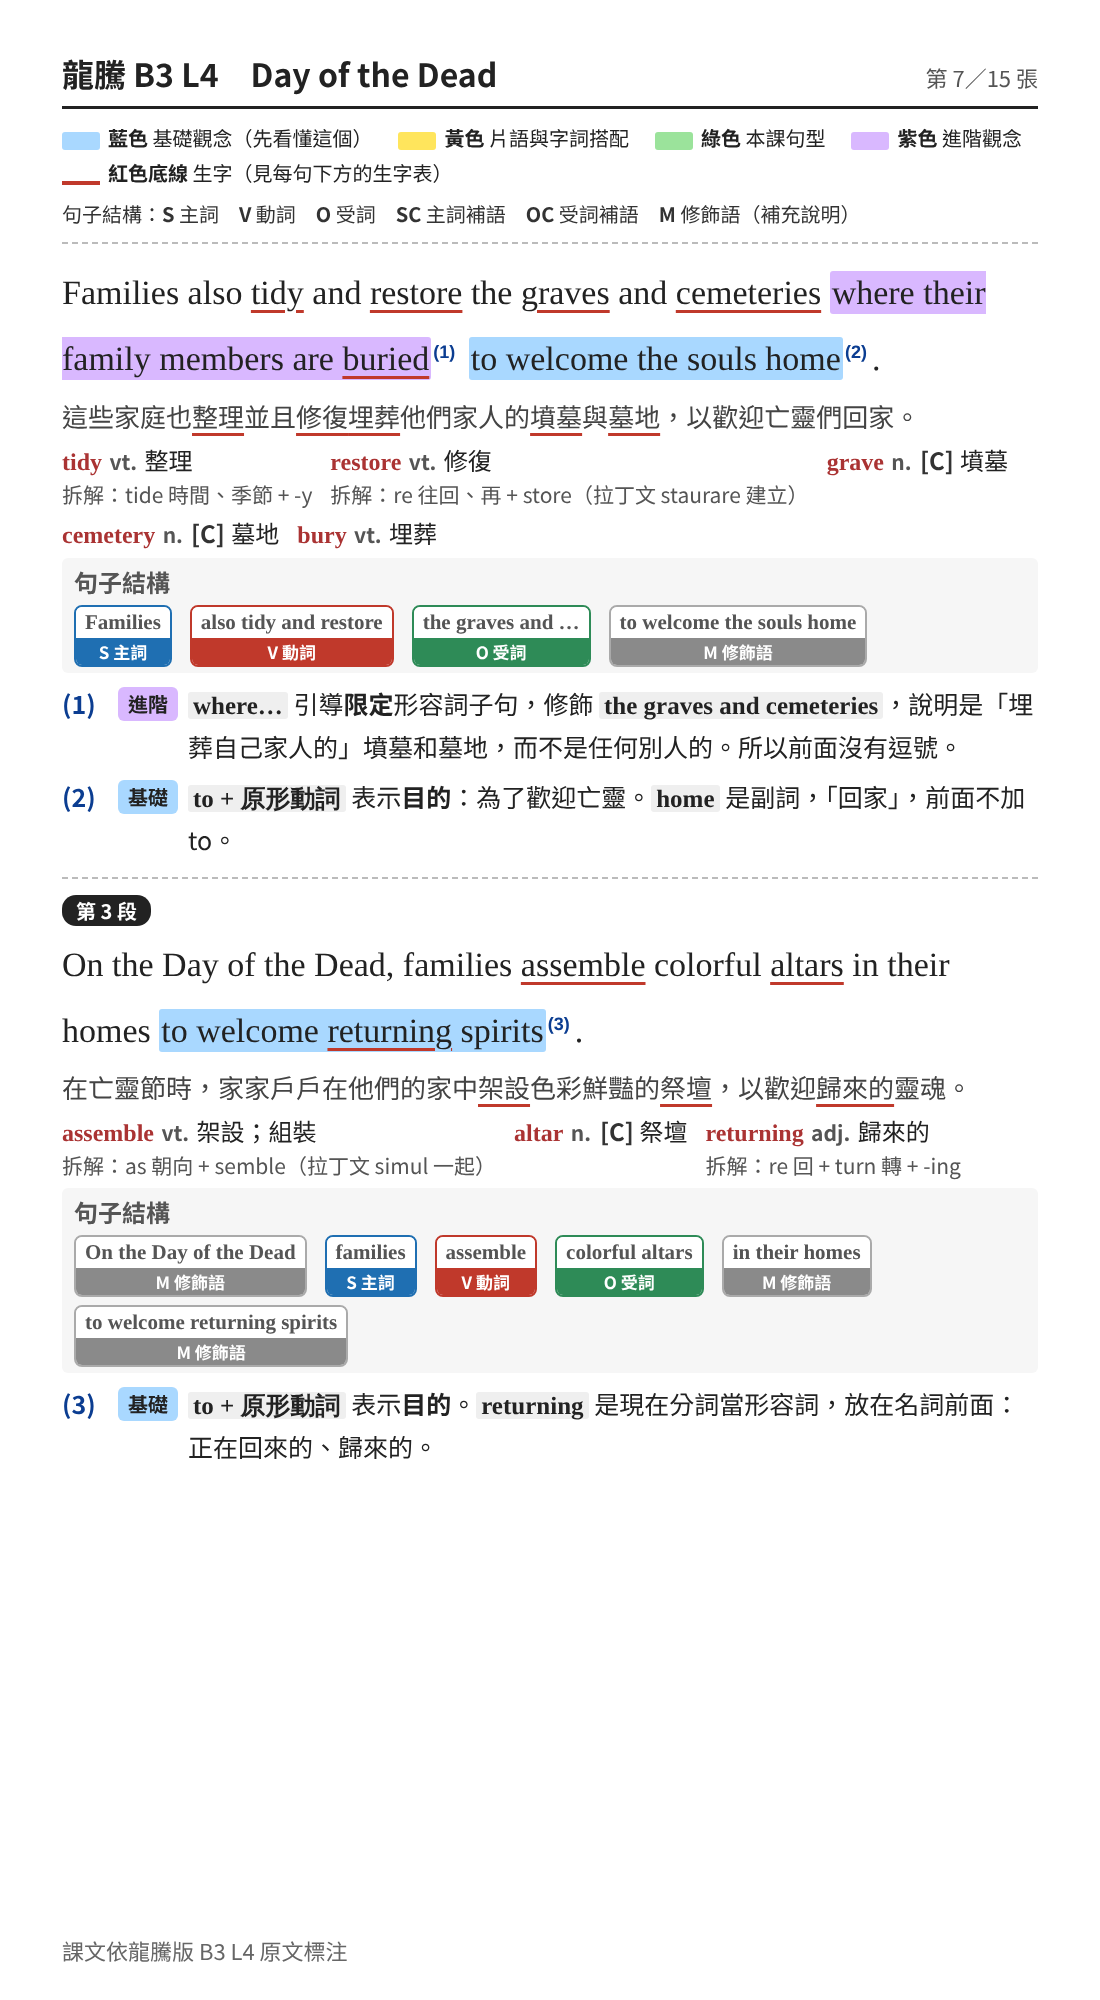 龍騰 B3 L4　Day of the Dead
第 7／15 張
藍色 基礎觀念（先看懂這個）　黃色 片語與字詞搭配　綠色 本課句型　紫色 進階觀念
紅色底線 生字（見每句下方的生字表）
句子結構：S 主詞　V 動詞　O 受詞　SC 主詞補語　OC 受詞補語　M 修飾語（補充說明）
Families also tidy and restore the graves and cemeteries where their
family members are buried(1) to welcome the souls home(2).
這些家庭也整理並且修復埋葬他們家人的墳墓與墓地，以歡迎亡靈們回家。
tidy vt. 整理　restore vt. 修復　grave n. [C] 墳墓
拆解：tide 時間、季節 + -y　拆解：re 往回、再 + store（拉丁文 staurare 建立）
cemetery n. [C] 墓地　bury vt. 埋葬
句子結構
Families　also tidy and restore　the graves and …　to welcome the souls home
S 主詞　V 動詞　O 受詞　M 修飾語
(1) 進階 where… 引導限定形容詞子句，修飾 the graves and cemeteries，說明是「埋
葬自己家人的」墳墓和墓地，而不是任何別人的。所以前面沒有逗號。
(2) 基礎 to + 原形動詞 表示目的：為了歡迎亡靈。home 是副詞，「回家」，前面不加
to。
第 3 段
On the Day of the Dead, families assemble colorful altars in their
homes to welcome returning spirits(3).
在亡靈節時，家家戶戶在他們的家中架設色彩鮮豔的祭壇，以歡迎歸來的靈魂。
assemble vt. 架設；組裝　altar n. [C] 祭壇　returning adj. 歸來的
拆解：as 朝向 + semble（拉丁文 simul 一起）　拆解：re 回 + turn 轉 + -ing
句子結構
On the Day of the Dead　families　assemble　colorful altars　in their homes
M 修飾語　S 主詞　V 動詞　O 受詞　M 修飾語
to welcome returning spirits
M 修飾語
(3) 基礎 to + 原形動詞 表示目的。returning 是現在分詞當形容詞，放在名詞前面：
正在回來的、歸來的。
課文依龍騰版 B3 L4 原文標注